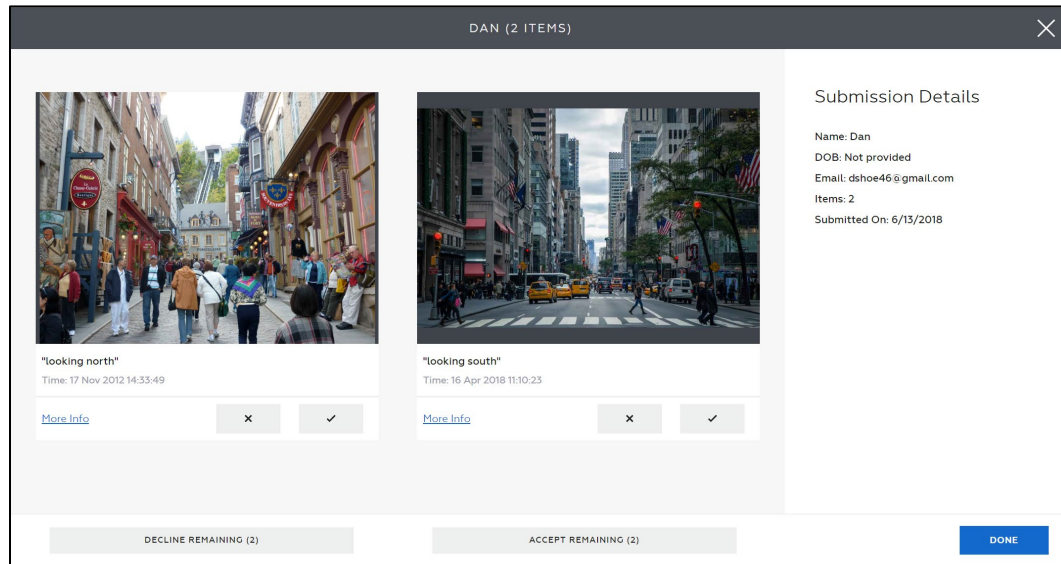 DAN (2 ITEMS)
"looking north"
Time: 17 Nov 2012 14:33:49
More Info
"looking south"
Time: 16 Apr 2018 11:10:23
More Info
Submission Details
Name: Dan
DOB: Not provided
Email: dshoe46@gmail.com
Items: 2
Submitted On: 6/13/2018
DECLINE REMAINING (2)
ACCEPT REMAINING (2)
DONE